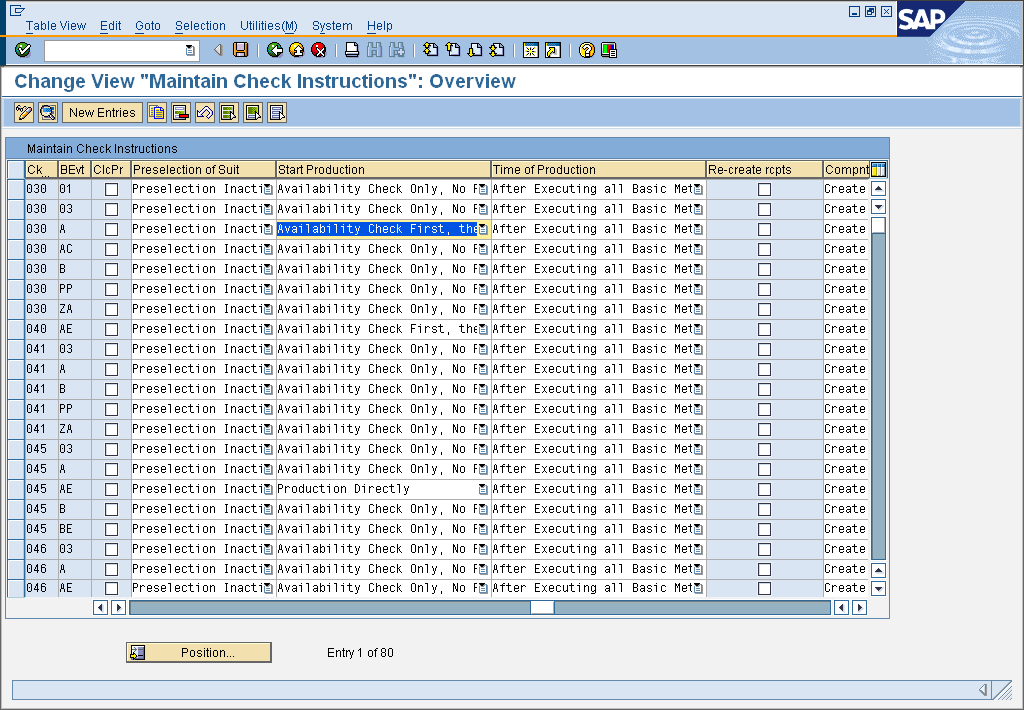 Table View Edit Goto Selection Utilities(M) System Help
SAP
Change View "Maintain Check Instructions": Overview
New Entries
Maintain Check Instructions
Ck... BEvt ClcPr Preselection of Suit Start Production Time of Production Re-create rcpts Compnt
030 01 Preselection Inacti Availability Check Only, No F After Executing all Basic Met Create
030 03 Preselection Inacti Availability Check Only, No F After Executing all Basic Met Create
030 A Preselection Inacti Availability Check First, the After Executing all Basic Met Create
030 AC Preselection Inacti Availability Check Only, No F After Executing all Basic Met Create
030 B Preselection Inacti Availability Check Only, No F After Executing all Basic Met Create
030 PP Preselection Inacti Availability Check Only, No F After Executing all Basic Met Create
030 ZA Preselection Inacti Availability Check Only, No F After Executing all Basic Met Create
040 AE Preselection Inacti Availability Check First, the After Executing all Basic Met Create
041 03 Preselection Inacti Availability Check Only, No F After Executing all Basic Met Create
041 A Preselection Inacti Availability Check Only, No F After Executing all Basic Met Create
041 B Preselection Inacti Availability Check Only, No F After Executing all Basic Met Create
041 PP Preselection Inacti Availability Check Only, No F After Executing all Basic Met Create
041 ZA Preselection Inacti Availability Check Only, No F After Executing all Basic Met Create
045 03 Preselection Inacti Availability Check Only, No F After Executing all Basic Met Create
045 A Preselection Inacti Availability Check Only, No F After Executing all Basic Met Create
045 AE Preselection Inacti Production Directly After Executing all Basic Met Create
045 B Preselection Inacti Availability Check Only, No F After Executing all Basic Met Create
045 BE Preselection Inacti Availability Check Only, No F After Executing all Basic Met Create
046 03 Preselection Inacti Availability Check Only, No F After Executing all Basic Met Create
046 A Preselection Inacti Availability Check Only, No F After Executing all Basic Met Create
046 AE Preselection Inacti Availability Check Only, No F After Executing all Basic Met Create
Position... Entry 1 of 80